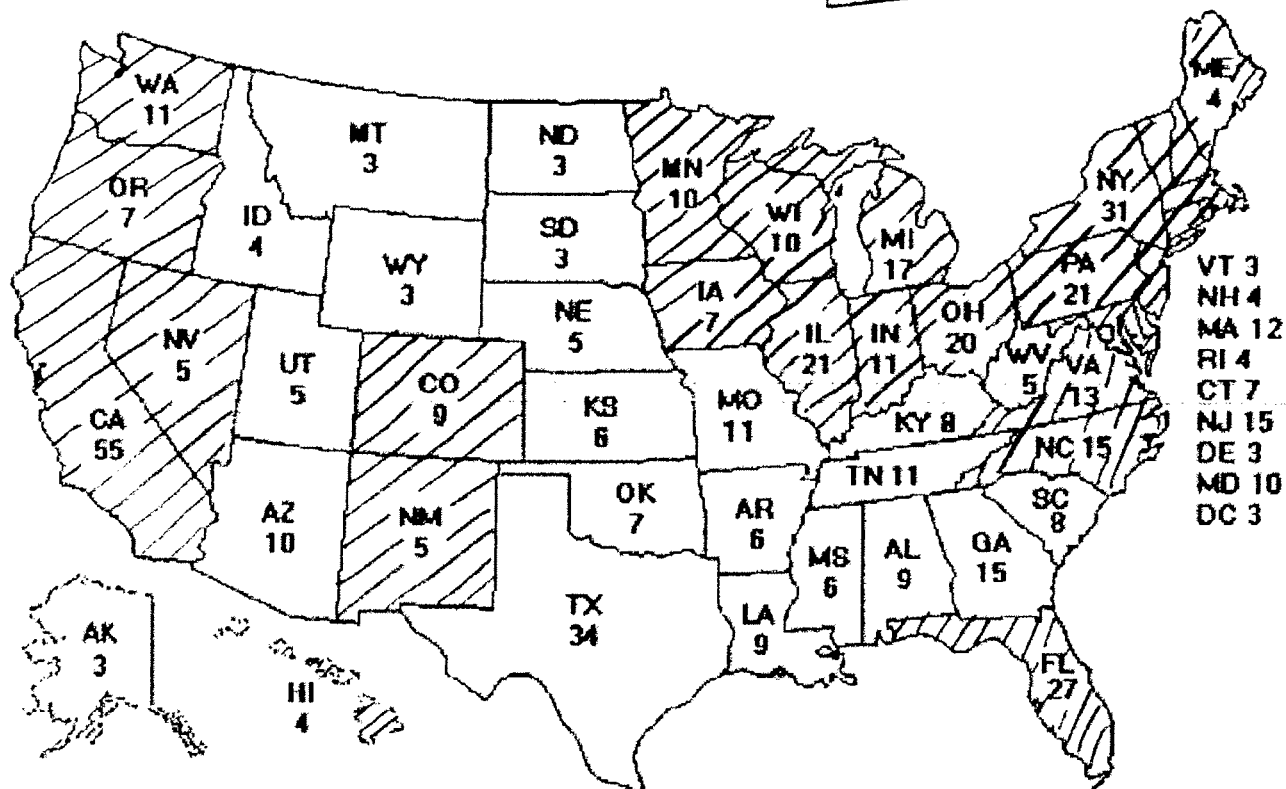 WA
11
MT
3
ND
3
MN
10
ME
4
OR
7
ID
4
SD
3
WI
10
MI
17
NY
31
WY
3
NE
5
IA
7
PA
21
VT 3
NH 4
MA 12
RI 4
CT 7
NJ 15
DE 3
MD 10
DC 3
NV
5
UT
5
CO
9
KS
6
MO
11
IL
21
IN
11
OH
20
WV
5
VA
13
CA
55
KY 8
NC 15
TN 11
AZ
10
NM
5
OK
7
AR
6
SC
8
MS
6
AL
9
GA
15
TX
34
LA
9
FL
27
AK
3
HI
4